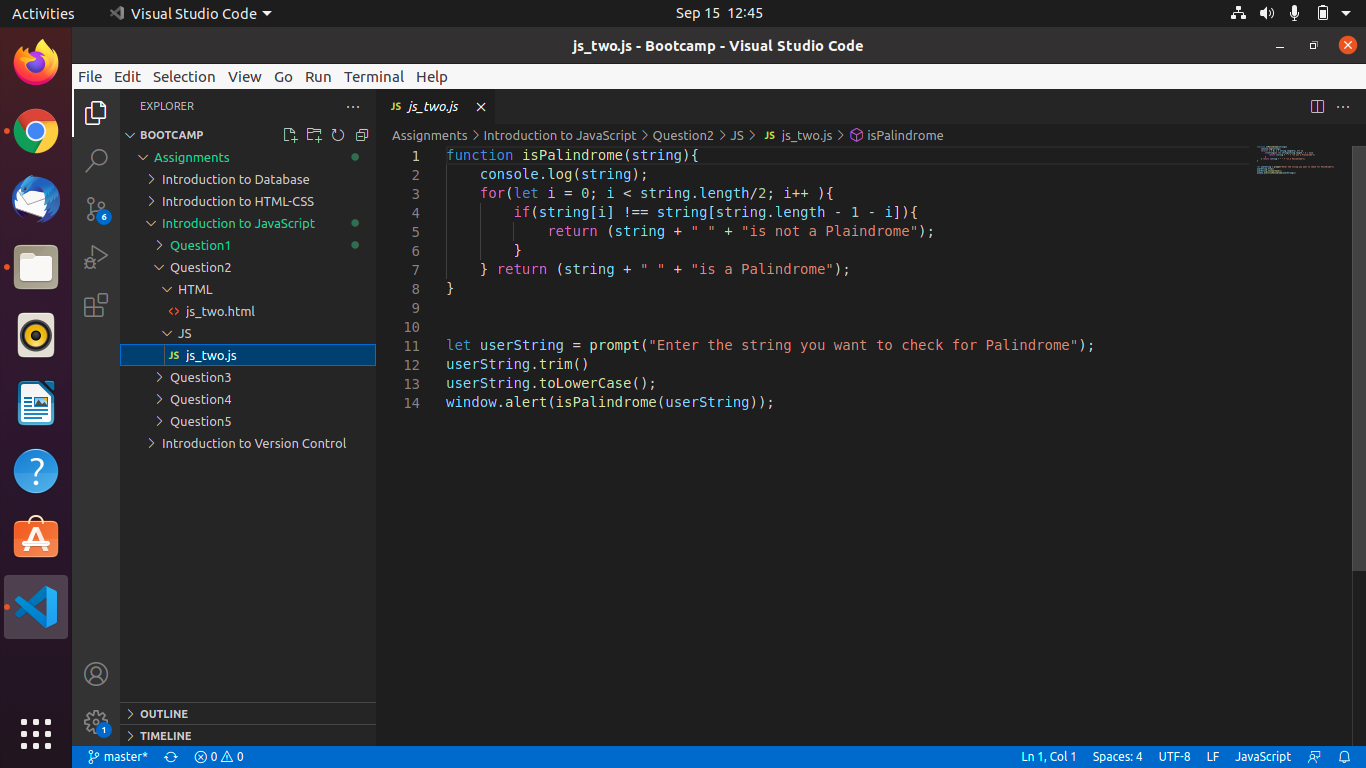 Activities Visual Studio Code Sep 15 12:45
js_two.js - Bootcamp - Visual Studio Code
File Edit Selection View Go Run Terminal Help
EXPLORER
BOOTCAMP
Assignments
Introduction to Database
Introduction to HTML-CSS
Introduction to JavaScript
Question1
Question2
HTML
js_two.html
JS
JS js_two.js
Question3
Question4
Question5
Introduction to Version Control
OUTLINE
TIMELINE
6
1
JS js_two.js
Assignments > Introduction to JavaScript > Question2 > JS > JS js_two.js > isPalindrome
1 function isPalindrome(string){
2 console.log(string);
3 for(let i = 0; i < string.length/2; i++ ){
4 if(string[i] !== string[string.length - 1 - i]){
5 return (string + " " + "is not a Plaindrome");
6 }
7 } return (string + " " + "is a Palindrome");
8 }
9
10
11 let userString = prompt("Enter the string you want to check for Palindrome");
12 userString.trim()
13 userString.toLowerCase();
14 window.alert(isPalindrome(userString));
master* 0 0 Ln 1, Col 1 Spaces: 4 UTF-8 LF JavaScript